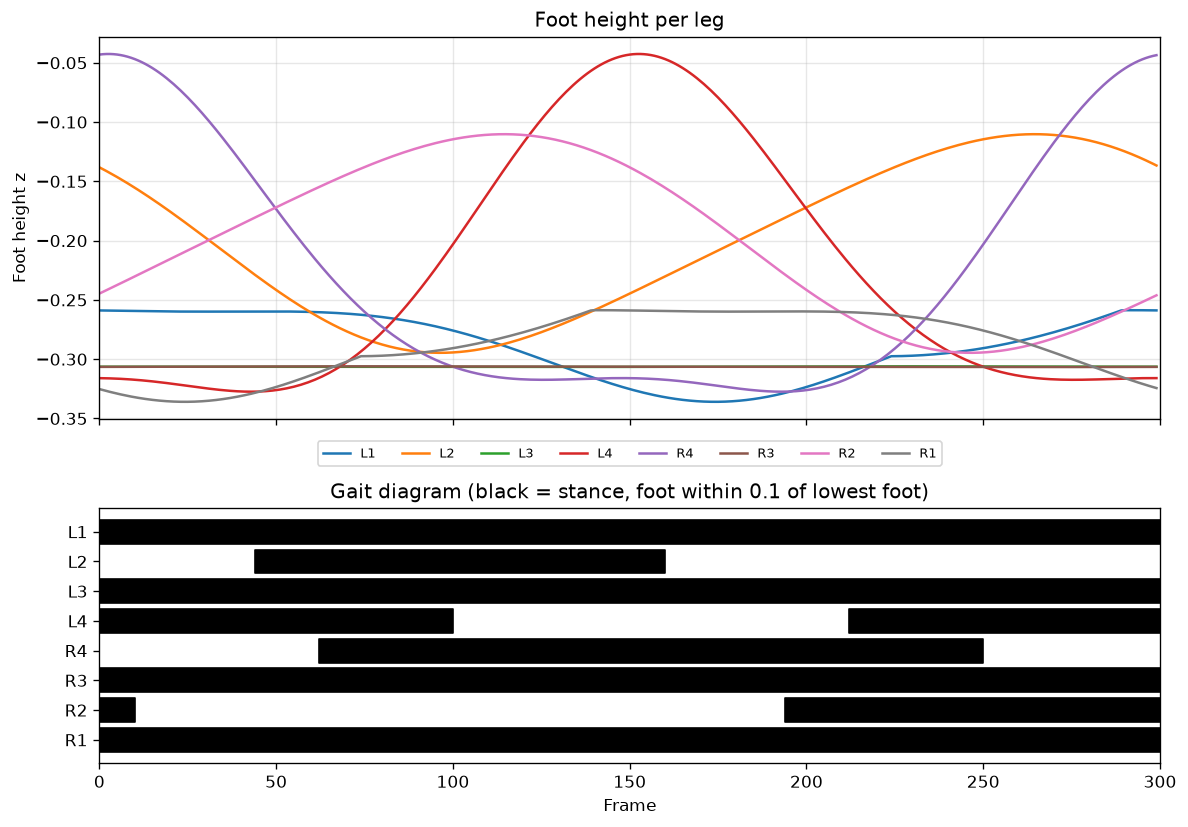 Foot height per leg
−0.05
−0.10
−0.15
−0.20
−0.25
−0.30
−0.35
Foot height z
L1 L2 L3 L4 R4 R3 R2 R1
Gait diagram (black = stance, foot within 0.1 of lowest foot)
L1
L2
L3
L4
R4
R3
R2
R1
0 50 100 150 200 250 300
Frame